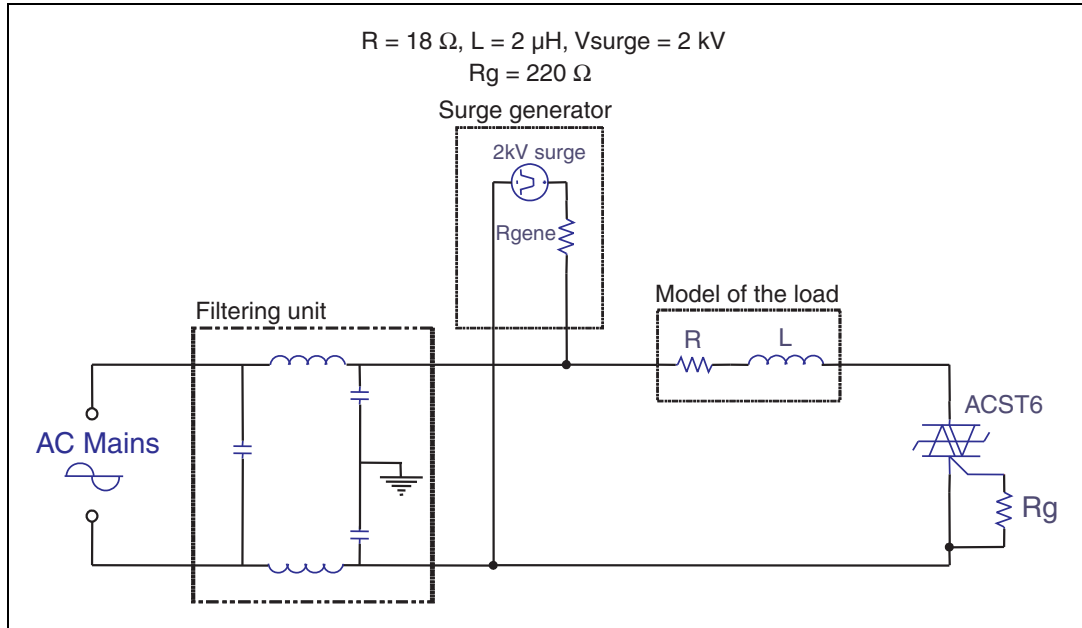 R = 18 Ω, L = 2 µH, Vsurge = 2 kV
Rg = 220 Ω
Surge generator
2kV surge
Rgene
Filtering unit
Model of the load
R
L
ACST6
AC Mains
Rg